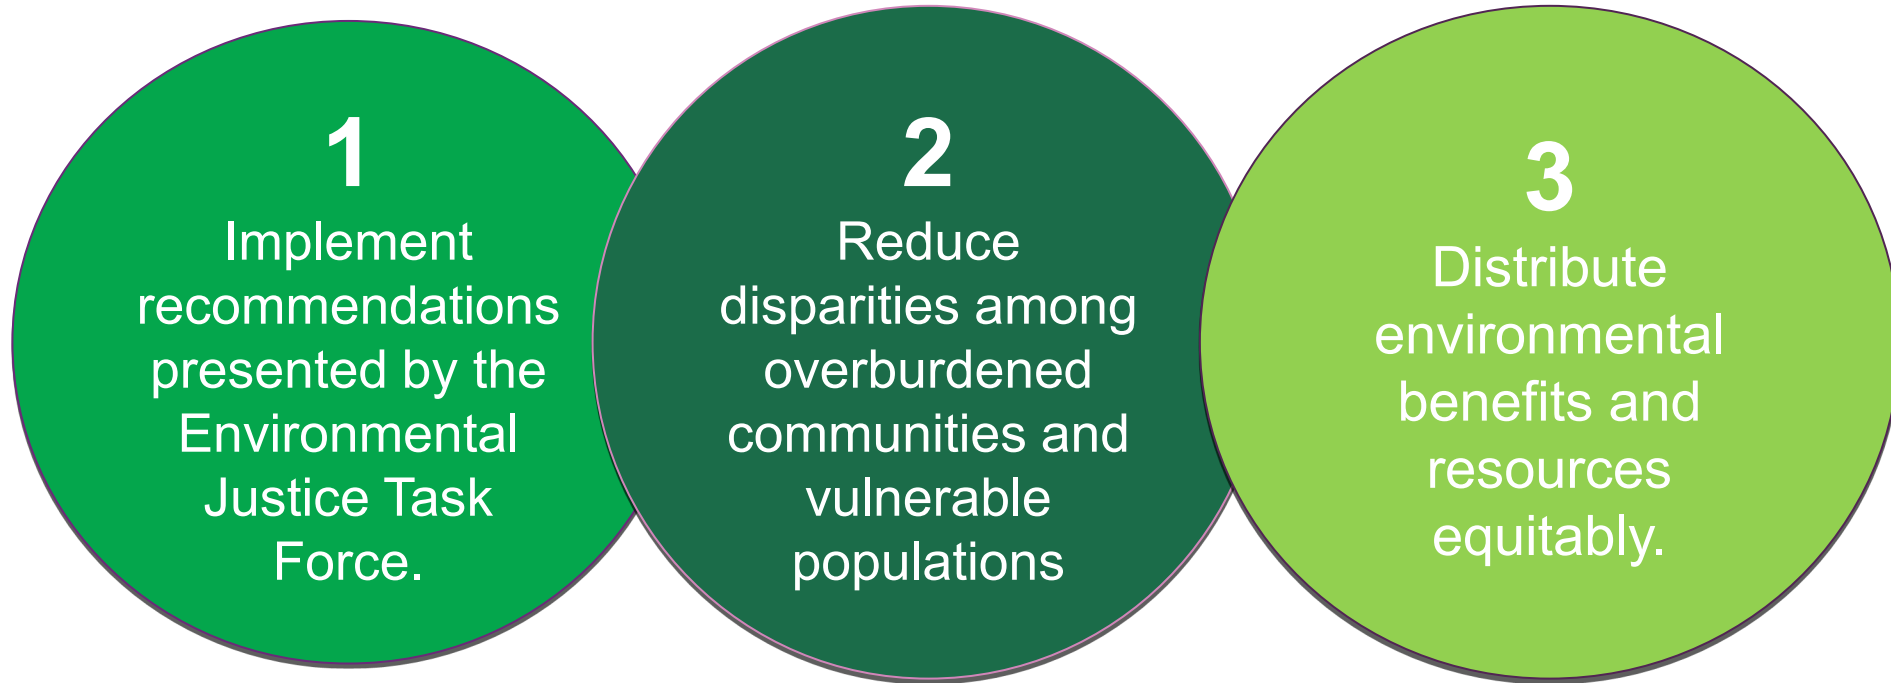 1
Implement
recommendations
presented by the
Environmental
Justice Task
Force.
2
Reduce
disparities among
overburdened
communities and
vulnerable
populations
3
Distribute
environmental
benefits and
resources
equitably.